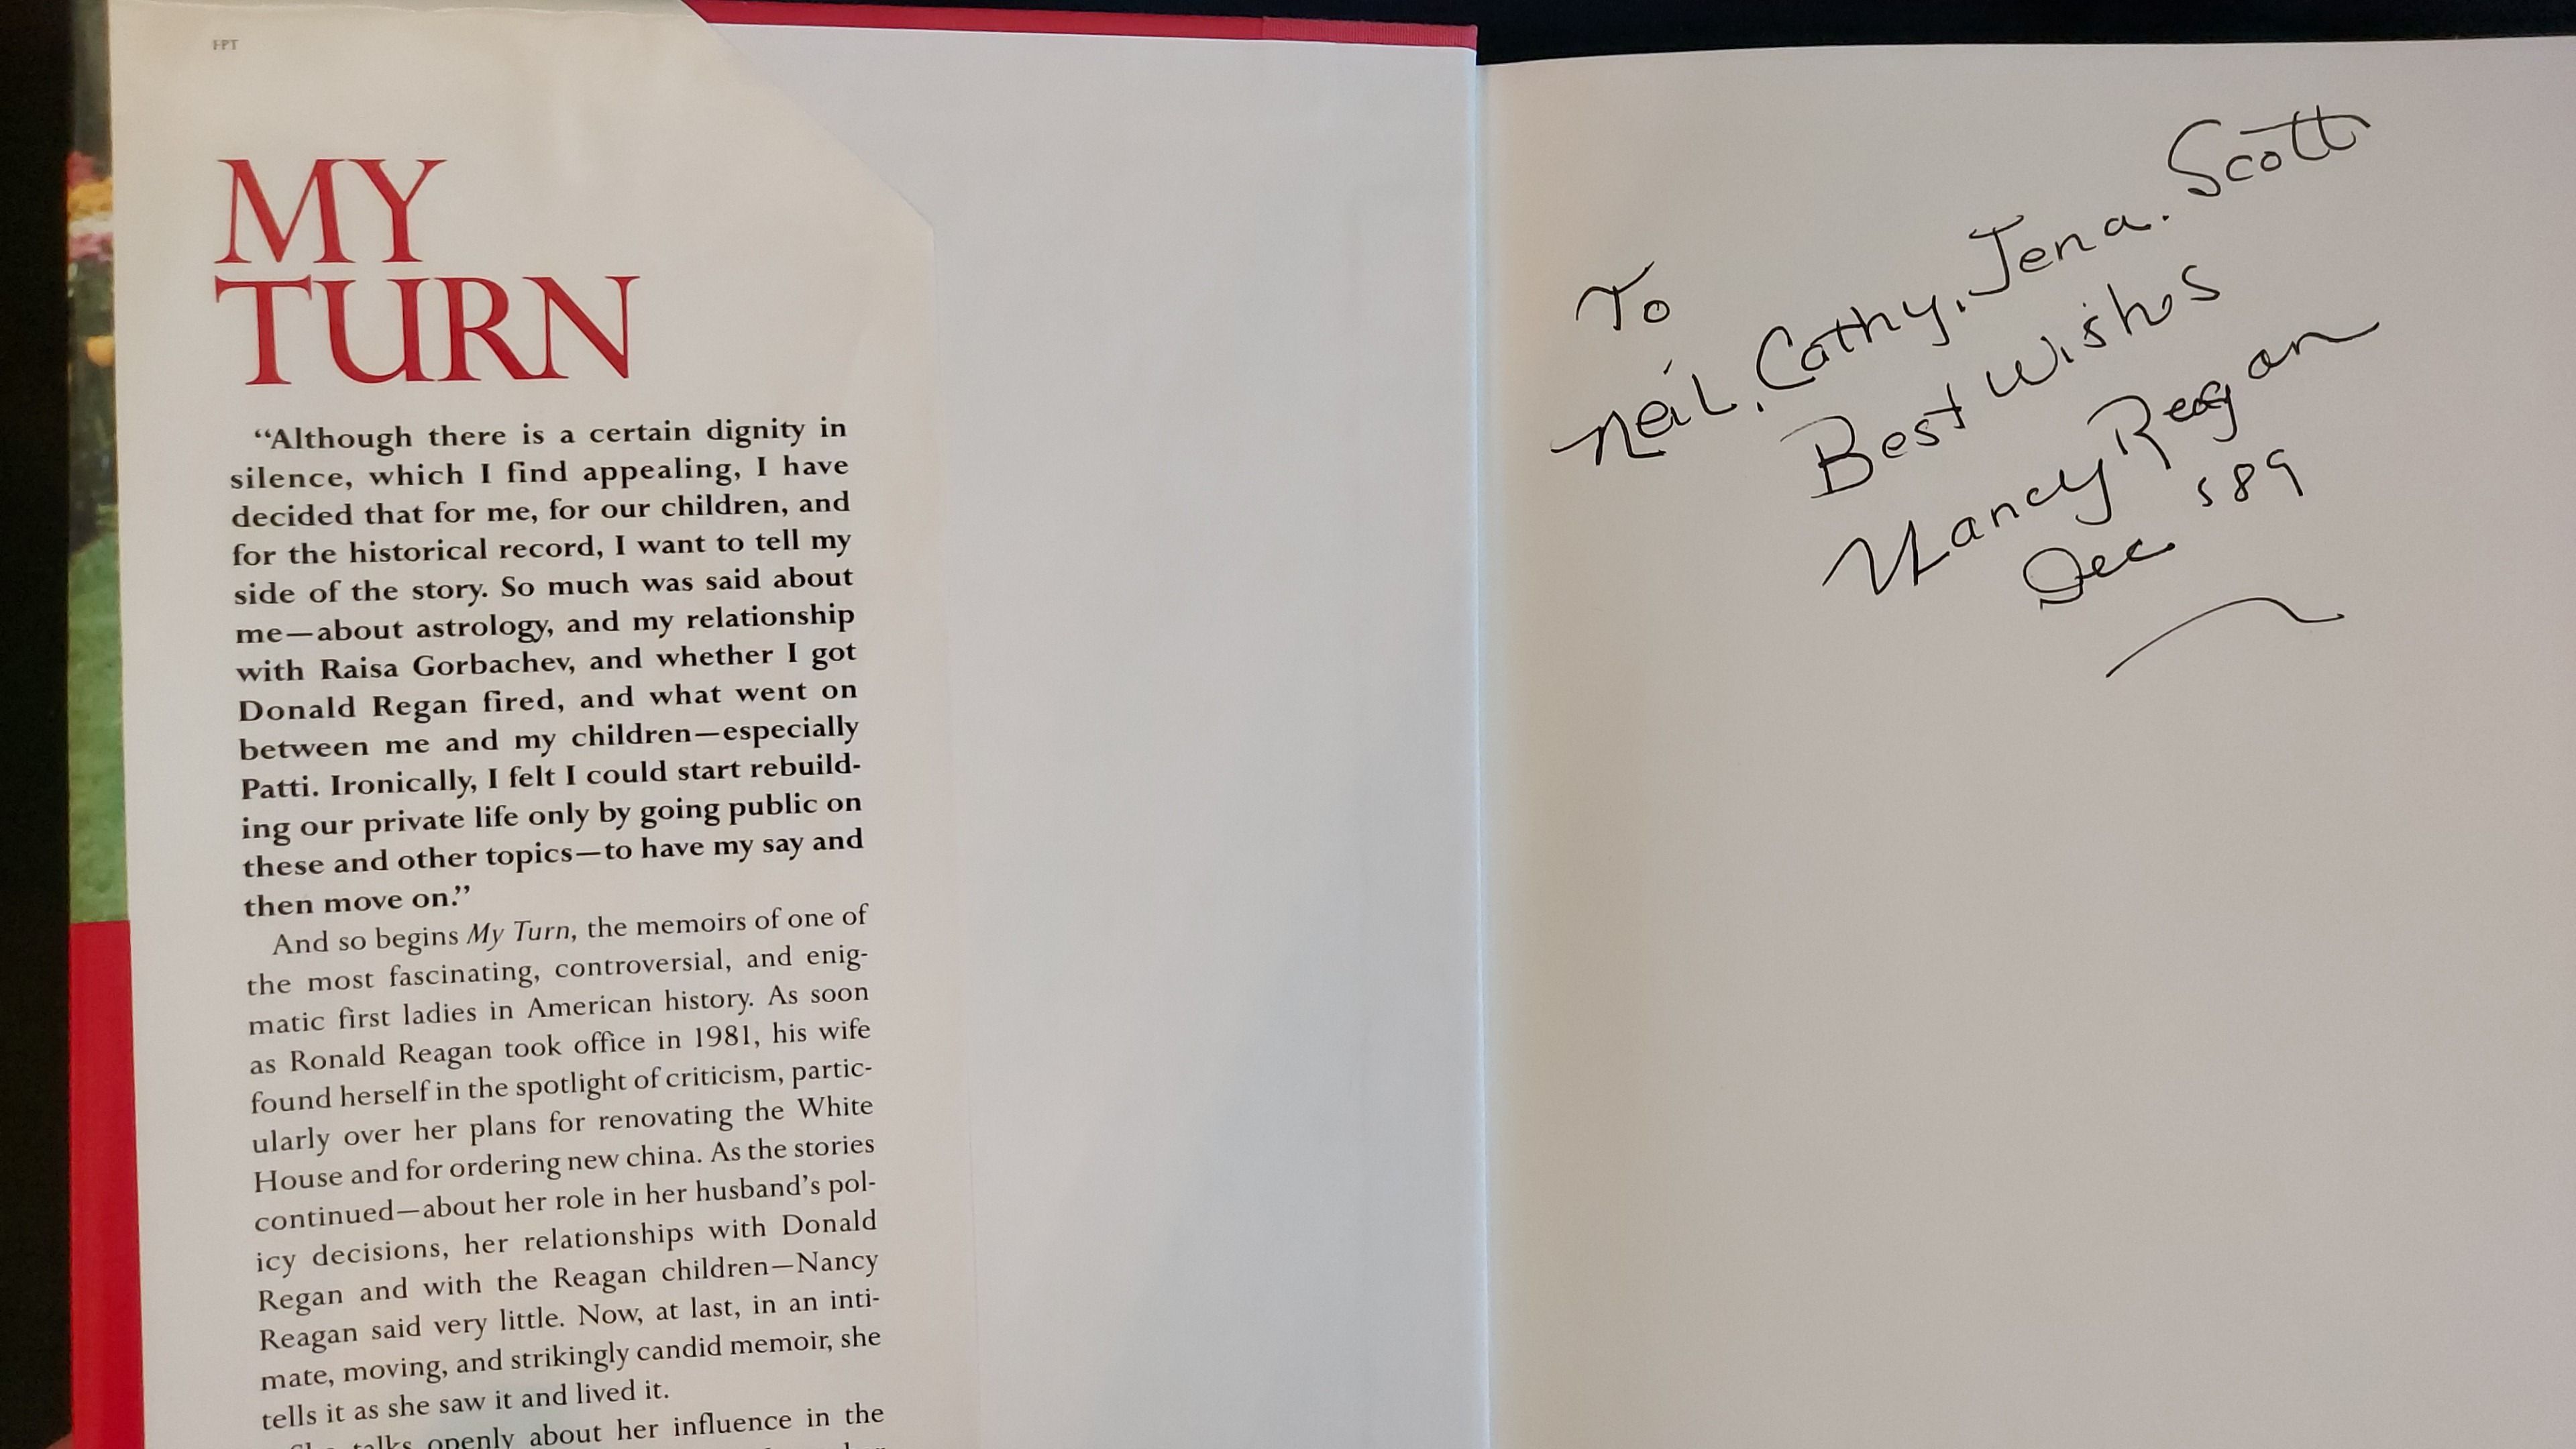 FPT
MY
TURN
“Although there is a certain dignity in
silence, which I find appealing, I have
decided that for me, for our children, and
for the historical record, I want to tell my
side of the story. So much was said about
me—about astrology, and my relationship
with Raisa Gorbachev, and whether I got
Donald Regan fired, and what went on
between me and my children—especially
Patti. Ironically, I felt I could start rebuild-
ing our private life only by going public on
these and other topics—to have my say and
then move on.”
And so begins My Turn, the memoirs of one of
the most fascinating, controversial, and enig-
matic first ladies in American history. As soon
as Ronald Reagan took office in 1981, his wife
found herself in the spotlight of criticism, partic-
ularly over her plans for renovating the White
House and for ordering new china. As the stories
continued—about her role in her husband’s pol-
icy decisions, her relationships with Donald
Regan and with the Reagan children—Nancy
Reagan said very little. Now, at last, in an inti-
mate, moving, and strikingly candid memoir, she
tells it as she saw it and lived it.
talks openly about her influence in the
To
Neil. Cathy. Jena. Scott
Best Wishes
Nancy Reagan
Dec '89